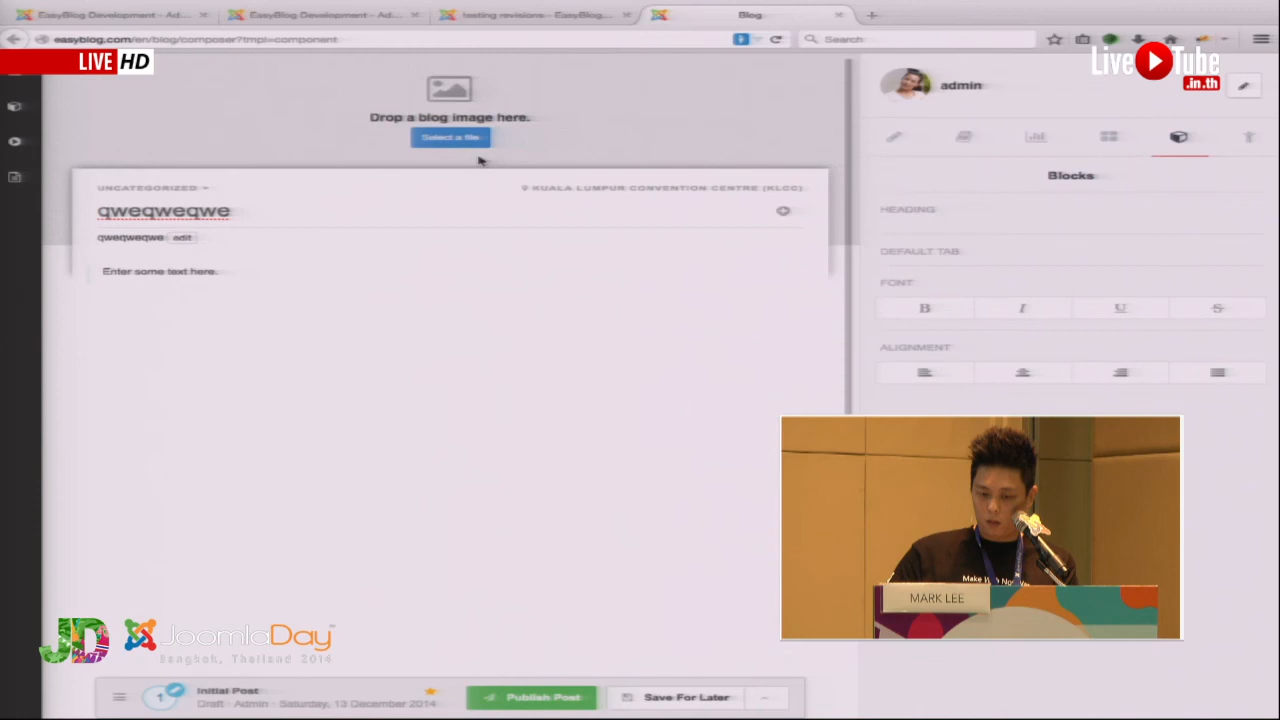 EasyBlog Development - Ad...
EasyBlog Development - Ad...
testing revisions - EasyBlog...
Blog
easyblog.com/en/blog/composer?tmpl=component
Search
LIVE HD
LiveTube
.in.th
admin
Drop a blog image here.
Select a file
Blocks
UNCATEGORIZED
KUALA LUMPUR CONVENTION CENTRE (KLCC)
qweqweqwe
qweqweqwe edit
Enter some text here.
HEADING
DEFAULT TAB
FONT
B I U S
ALIGNMENT
MARK LEE
JD
JoomlaDay™
Bangkok, Thailand 2014
1
Initial Post
Draft · Admin · Saturday, 13 December 2014
Publish Post
Save For Later